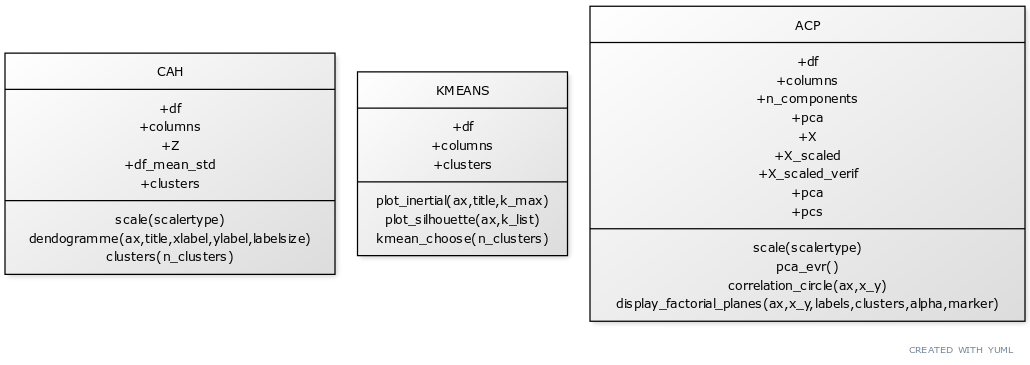 CAH
+df
+columns
+Z
+df_mean_std
+clusters
scale(scalertype)
dendogramme(ax,title,xlabel,ylabel,labelsize)
clusters(n_clusters)
KMEANS
+df
+columns
+clusters
plot_inertial(ax,title,k_max)
plot_silhouette(ax,k_list)
kmean_choose(n_clusters)
ACP
+df
+columns
+n_components
+pca
+X
+X_scaled
+X_scaled_verif
+pca
+pcs
scale(scalertype)
pca_evr()
correlation_circle(ax,x_y)
display_factorial_planes(ax,x_y,labels,clusters,alpha,marker)
CREATED WITH YUML